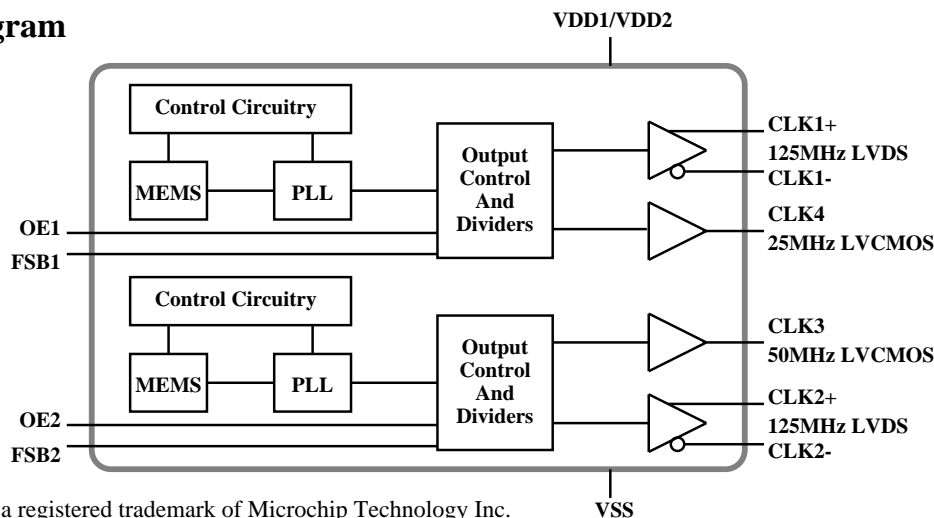 gram
VDD1/VDD2
Control Circuitry
MEMS
PLL
Output
Control
And
Dividers
CLK1+
125MHz LVDS
CLK1-
CLK4
25MHz LVCMOS
OE1
FSB1
Control Circuitry
MEMS
PLL
Output
Control
And
Dividers
CLK3
50MHz LVCMOS
CLK2+
125MHz LVDS
CLK2-
OE2
FSB2
a registered trademark of Microchip Technology Inc.
VSS